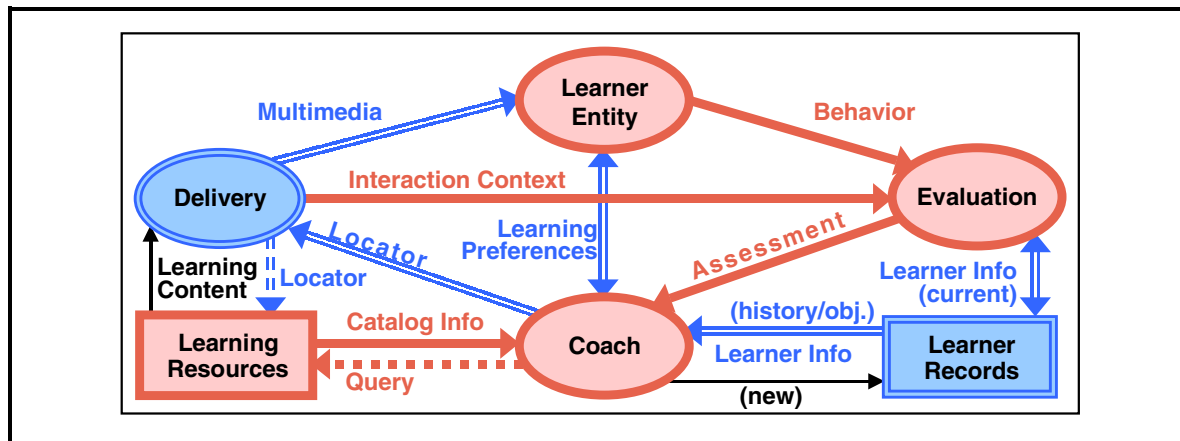 Learner
Entity
Multimedia
Behavior
Delivery
Interaction Context
Evaluation
Locator
Learning
Preferences
Assessment
Learning
Content
Locator
Learner Info
(current)
Learning
Resources
Catalog Info
Query
Coach
(history/obj.)
Learner Info
Learner
Records
(new)